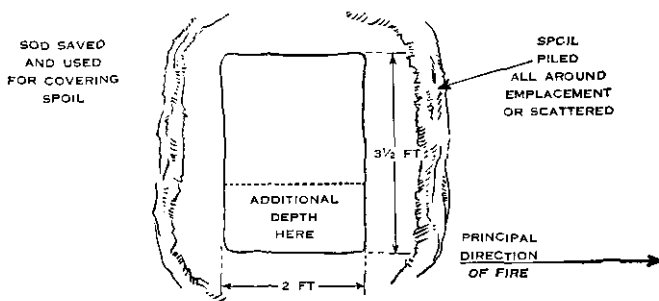 SOD SAVED
AND USED
FOR COVERING
SPOIL
SPOIL
PILED
ALL AROUND
EMPLACEMENT
OR SCATTERED
3½ FT
ADDITIONAL
DEPTH
HERE
2 FT
PRINCIPAL
DIRECTION
OF FIRE